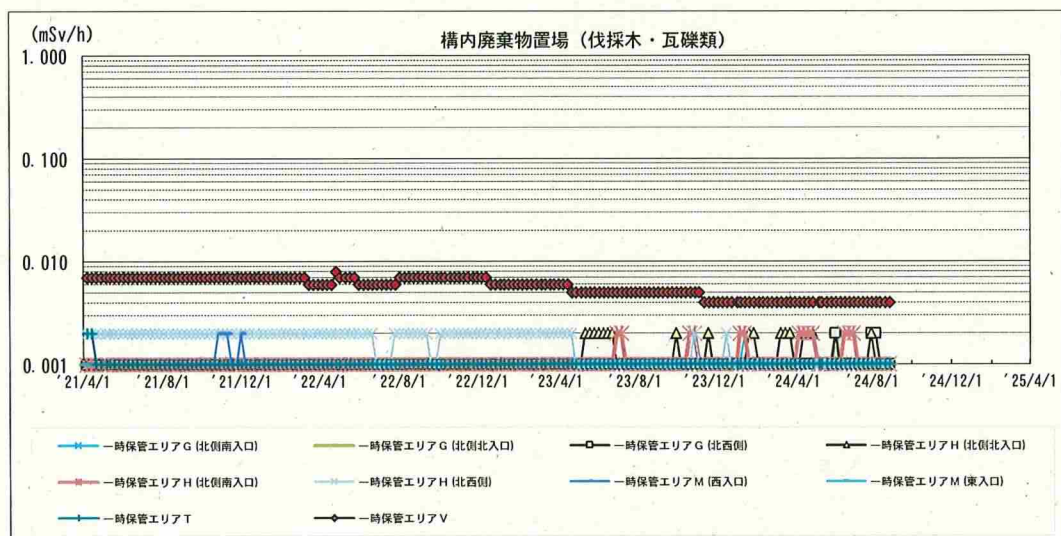 (mSv/h)
構内廃棄物置場 (伐採木・瓦礫類)
1.000
0.100
0.010
0.001
'21/4/1 '21/8/1 '21/12/1 '22/4/1 '22/8/1 '22/12/1 '23/4/1 '23/8/1 '23/12/1 '24/4/1 '24/8/1 '24/12/1 '25/4/1
一時保管エリアG (北側南入口) 一時保管エリアG (北側北入口) 一時保管エリアG (北西側) 一時保管エリアH (北側北入口)
一時保管エリアH (北側南入口) 一時保管エリアH (北西側) 一時保管エリアM (西入口) 一時保管エリアM (東入口)
一時保管エリアT 一時保管エリアV